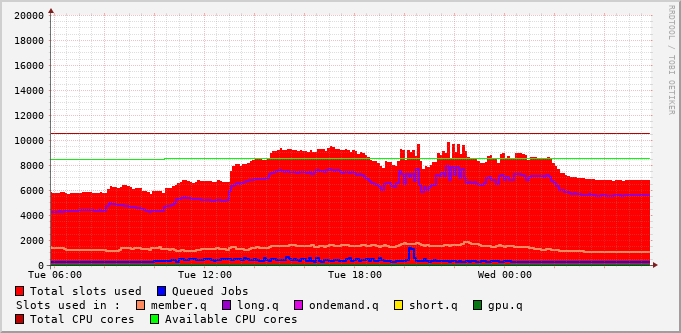 20000
18000
16000
14000
12000
10000
8000
6000
4000
2000
0
Tue 06:00 Tue 12:00 Tue 18:00 Wed 00:00
RRDTOOL / TOBI OETIKER
Total slots used Queued Jobs
Slots used in : member.q long.q ondemand.q short.q gpu.q
Total CPU cores Available CPU cores